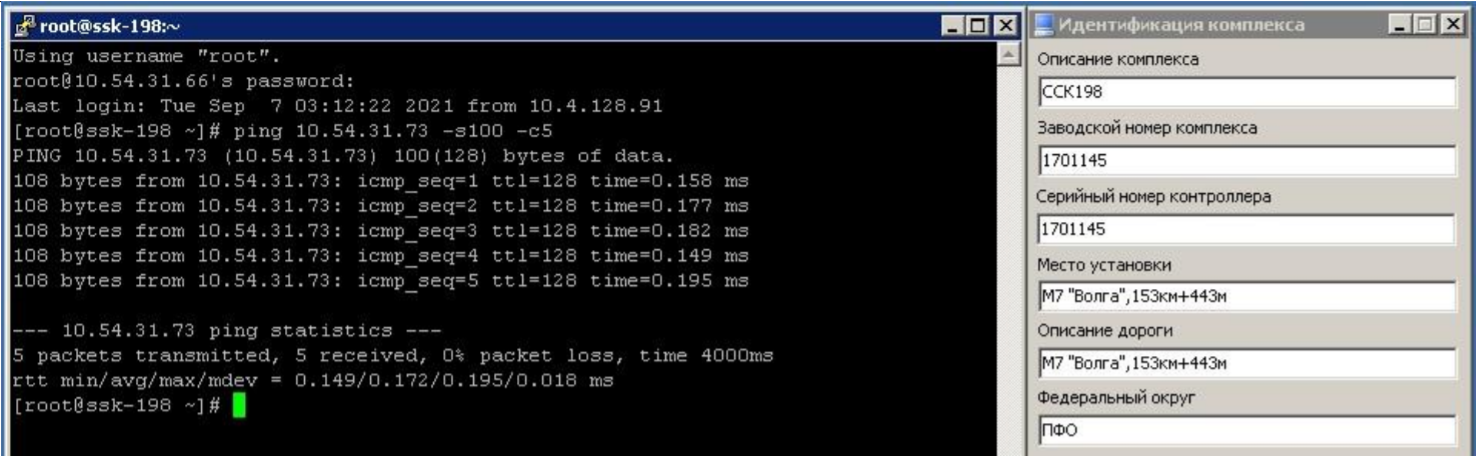 root@ssk-198:~
Using username "root".
root@10.54.31.66's password:
Last login: Tue Sep  7 03:12:22 2021 from 10.4.128.91
[root@ssk-198 ~]# ping 10.54.31.73 -s100 -c5
PING 10.54.31.73 (10.54.31.73) 100(128) bytes of data.
108 bytes from 10.54.31.73: icmp_seq=1 ttl=128 time=0.158 ms
108 bytes from 10.54.31.73: icmp_seq=2 ttl=128 time=0.177 ms
108 bytes from 10.54.31.73: icmp_seq=3 ttl=128 time=0.182 ms
108 bytes from 10.54.31.73: icmp_seq=4 ttl=128 time=0.149 ms
108 bytes from 10.54.31.73: icmp_seq=5 ttl=128 time=0.195 ms
--- 10.54.31.73 ping statistics ---
5 packets transmitted, 5 received, 0% packet loss, time 4000ms
rtt min/avg/max/mdev = 0.149/0.172/0.195/0.018 ms
[root@ssk-198 ~]#
Идентификация комплекса
Описание комплекса
ССК198
Заводской номер комплекса
1701145
Серийный номер контроллера
1701145
Место установки
М7 "Волга",153км+443м
Описание дороги
М7 "Волга",153км+443м
Федеральный округ
ПФО